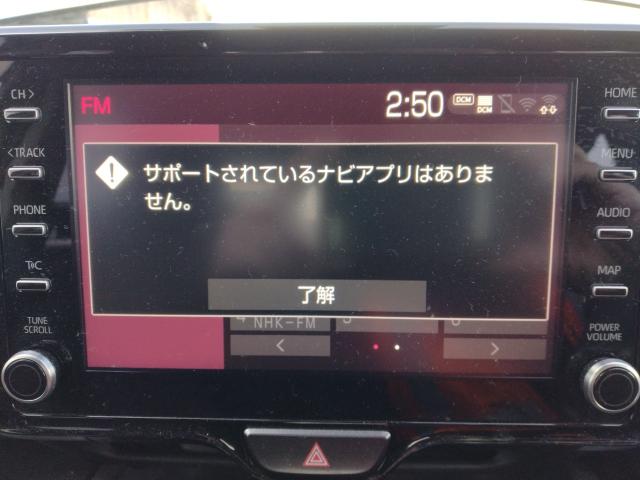 CH>
FM
2:50
DCM
DCM
HOME
<TRACK
MENU
サポートされているナビアプリはありま
せん。
PHONE
AUDIO
MAP
了解
TUNE
SCROLL
4
NHK-FM
<
>
POWER
VOLUME